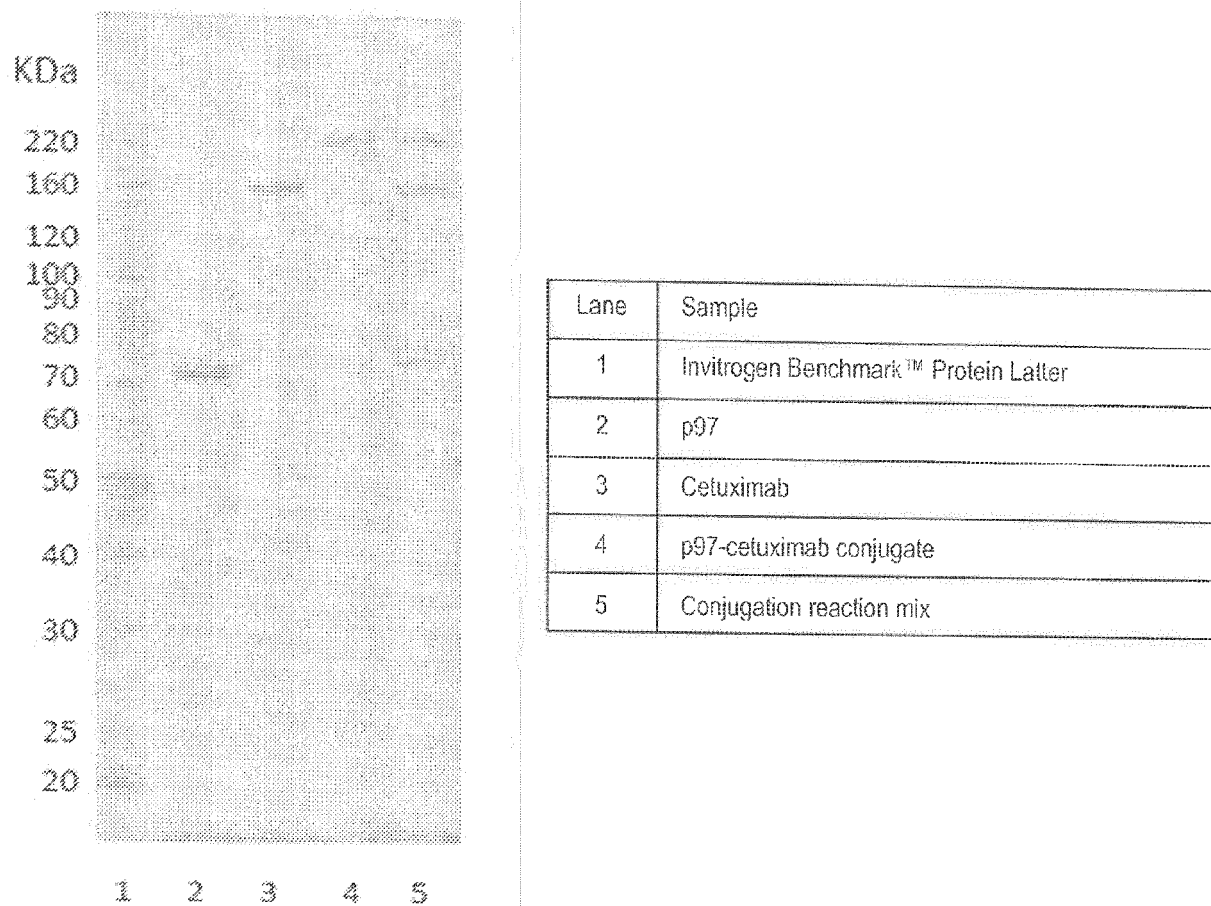 KDa
220
160
120
100
90
80
70
60
50
40
30
25
20
1 2 3 4 5
Lane Sample
1 Invitrogen Benchmark™ Protein Latter
2 p97
3 Cetuximab
4 p97-cetuximab conjugate
5 Conjugation reaction mix